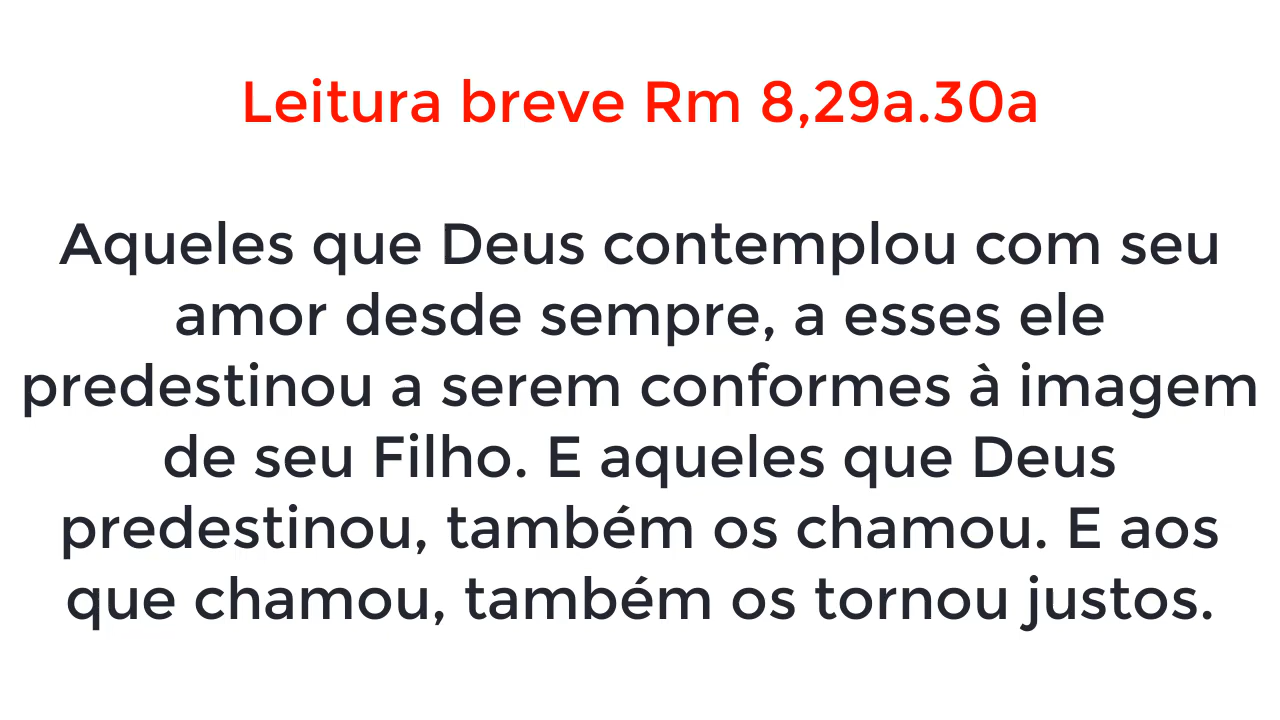 Leitura breve Rm 8,29a.30a
Aqueles que Deus contemplou com seu
amor desde sempre, a esses ele
predestinou a serem conformes à imagem
de seu Filho. E aqueles que Deus
predestinou, também os chamou. E aos
que chamou, também os tornou justos.